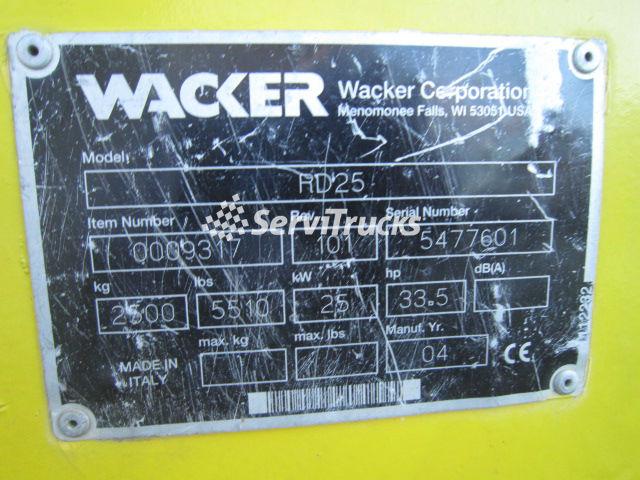 WACKER
Wacker Corporation
Menomonee Falls, WI 53051 USA
Model
RD25
Item Number Rev Serial Number
ServiTrucks
0009317 101 5477601
kg lbs kW hp dB(A)
2500 5510 25 33.5
max. kg max. lbs Manuf. Yr.
MADE IN
ITALY
04 CE